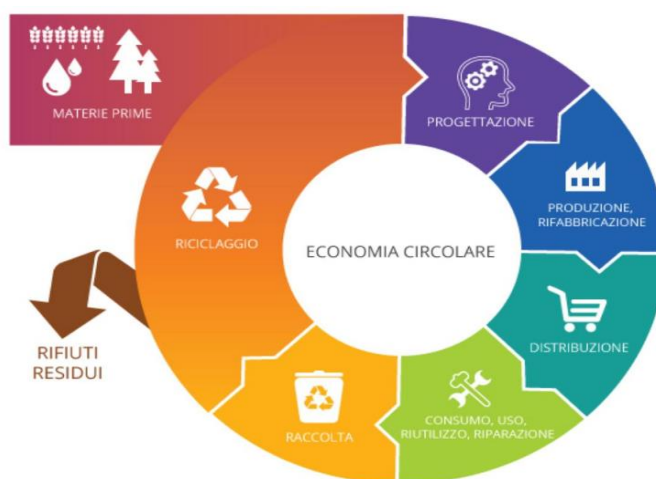 MATERIE PRIME
PROGETTAZIONE
PRODUZIONE,
RIFABBRICAZIONE
RICICLAGGIO
ECONOMIA CIRCOLARE
DISTRIBUZIONE
RIFIUTI
RESIDUI
CONSUMO, USO,
RIUTILIZZO, RIPARAZIONE
RACCOLTA